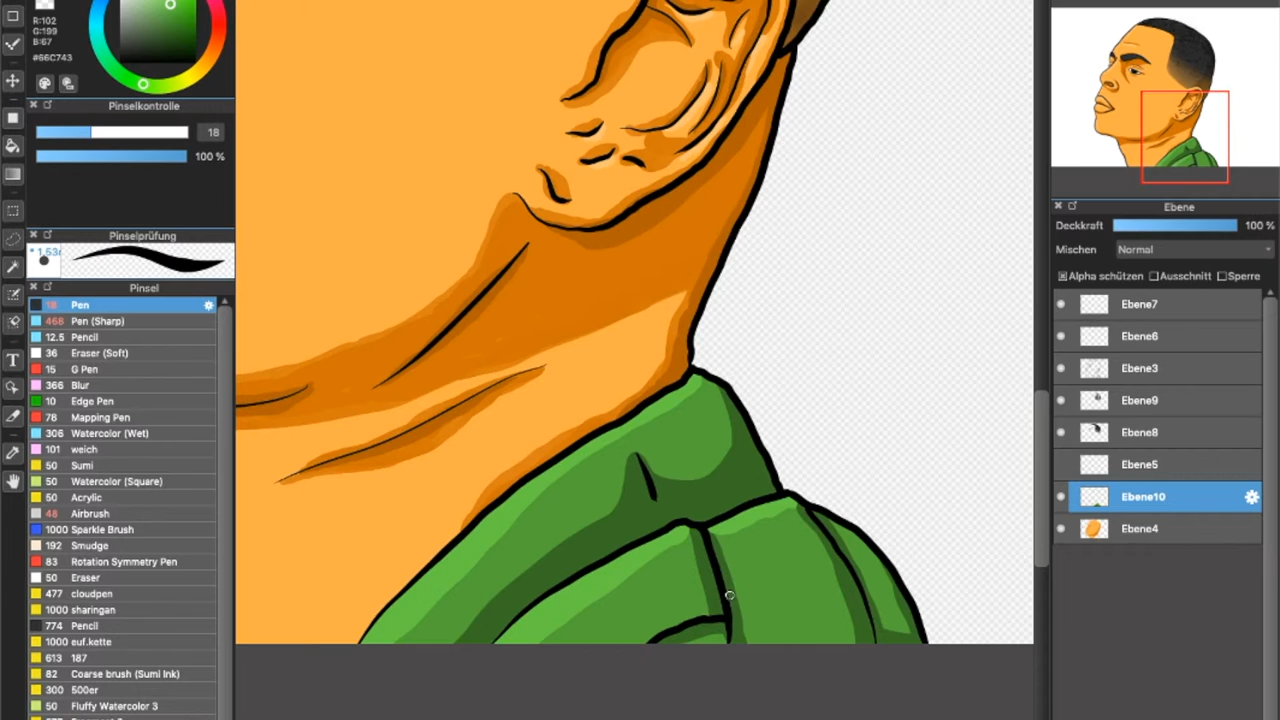 R:102
G:199
B:67
#66C743
Pinselkontrolle
18
100 %
Pinselprüfung
Pinsel
18 Pen
468 Pen (Sharp)
12.5 Pencil
36 Eraser (Soft)
15 G Pen
366 Blur
10 Edge Pen
78 Mapping Pen
306 Watercolor (Wet)
101 weich
50 Sumi
50 Watercolor (Square)
50 Acrylic
48 Airbrush
1000 Sparkle Brush
192 Smudge
83 Rotation Symmetry Pen
50 Eraser
477 cloudpen
1000 sharingan
774 Pencil
1000 euf.kette
613 187
82 Coarse brush (Sumi Ink)
300 500er
50 Fluffy Watercolor 3
T
Ebene
Deckkraft 100 %
Mischen Normal
Alpha schützen Ausschnitt Sperre
Ebene7
Ebene6
Ebene3
Ebene9
Ebene8
Ebene5
Ebene10
Ebene4